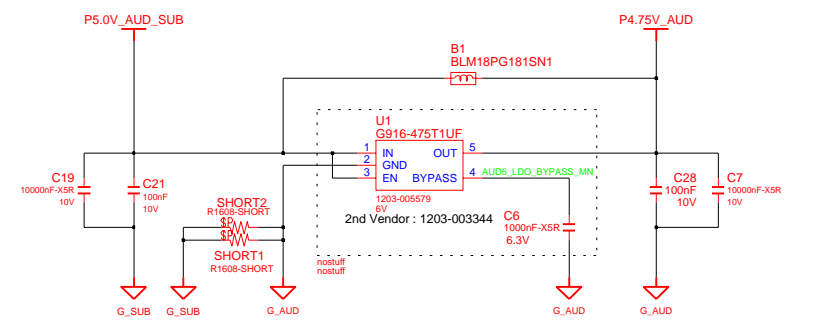 P5.0V_AUD_SUB
P4.75V_AUD
B1
BLM18PG181SN1
U1
G916-475T1UF
1 IN OUT 5
2 GND
3 EN BYPASS 4
AUD5_LDO_BYPASS_MN
1203-005579
6V
2nd Vendor : 1203-003344
C19
10000nF-X5R
10V
C21
100nF
10V
SHORT2
R1608-SHORT
SP
SP
SHORT1
R1608-SHORT
C6
1000nF-X5R
6.3V
C28
100nF
10V
C7
10000nF-X5R
10V
nostuff
nostuff
G_SUB
G_SUB
G_AUD
G_AUD
G_AUD